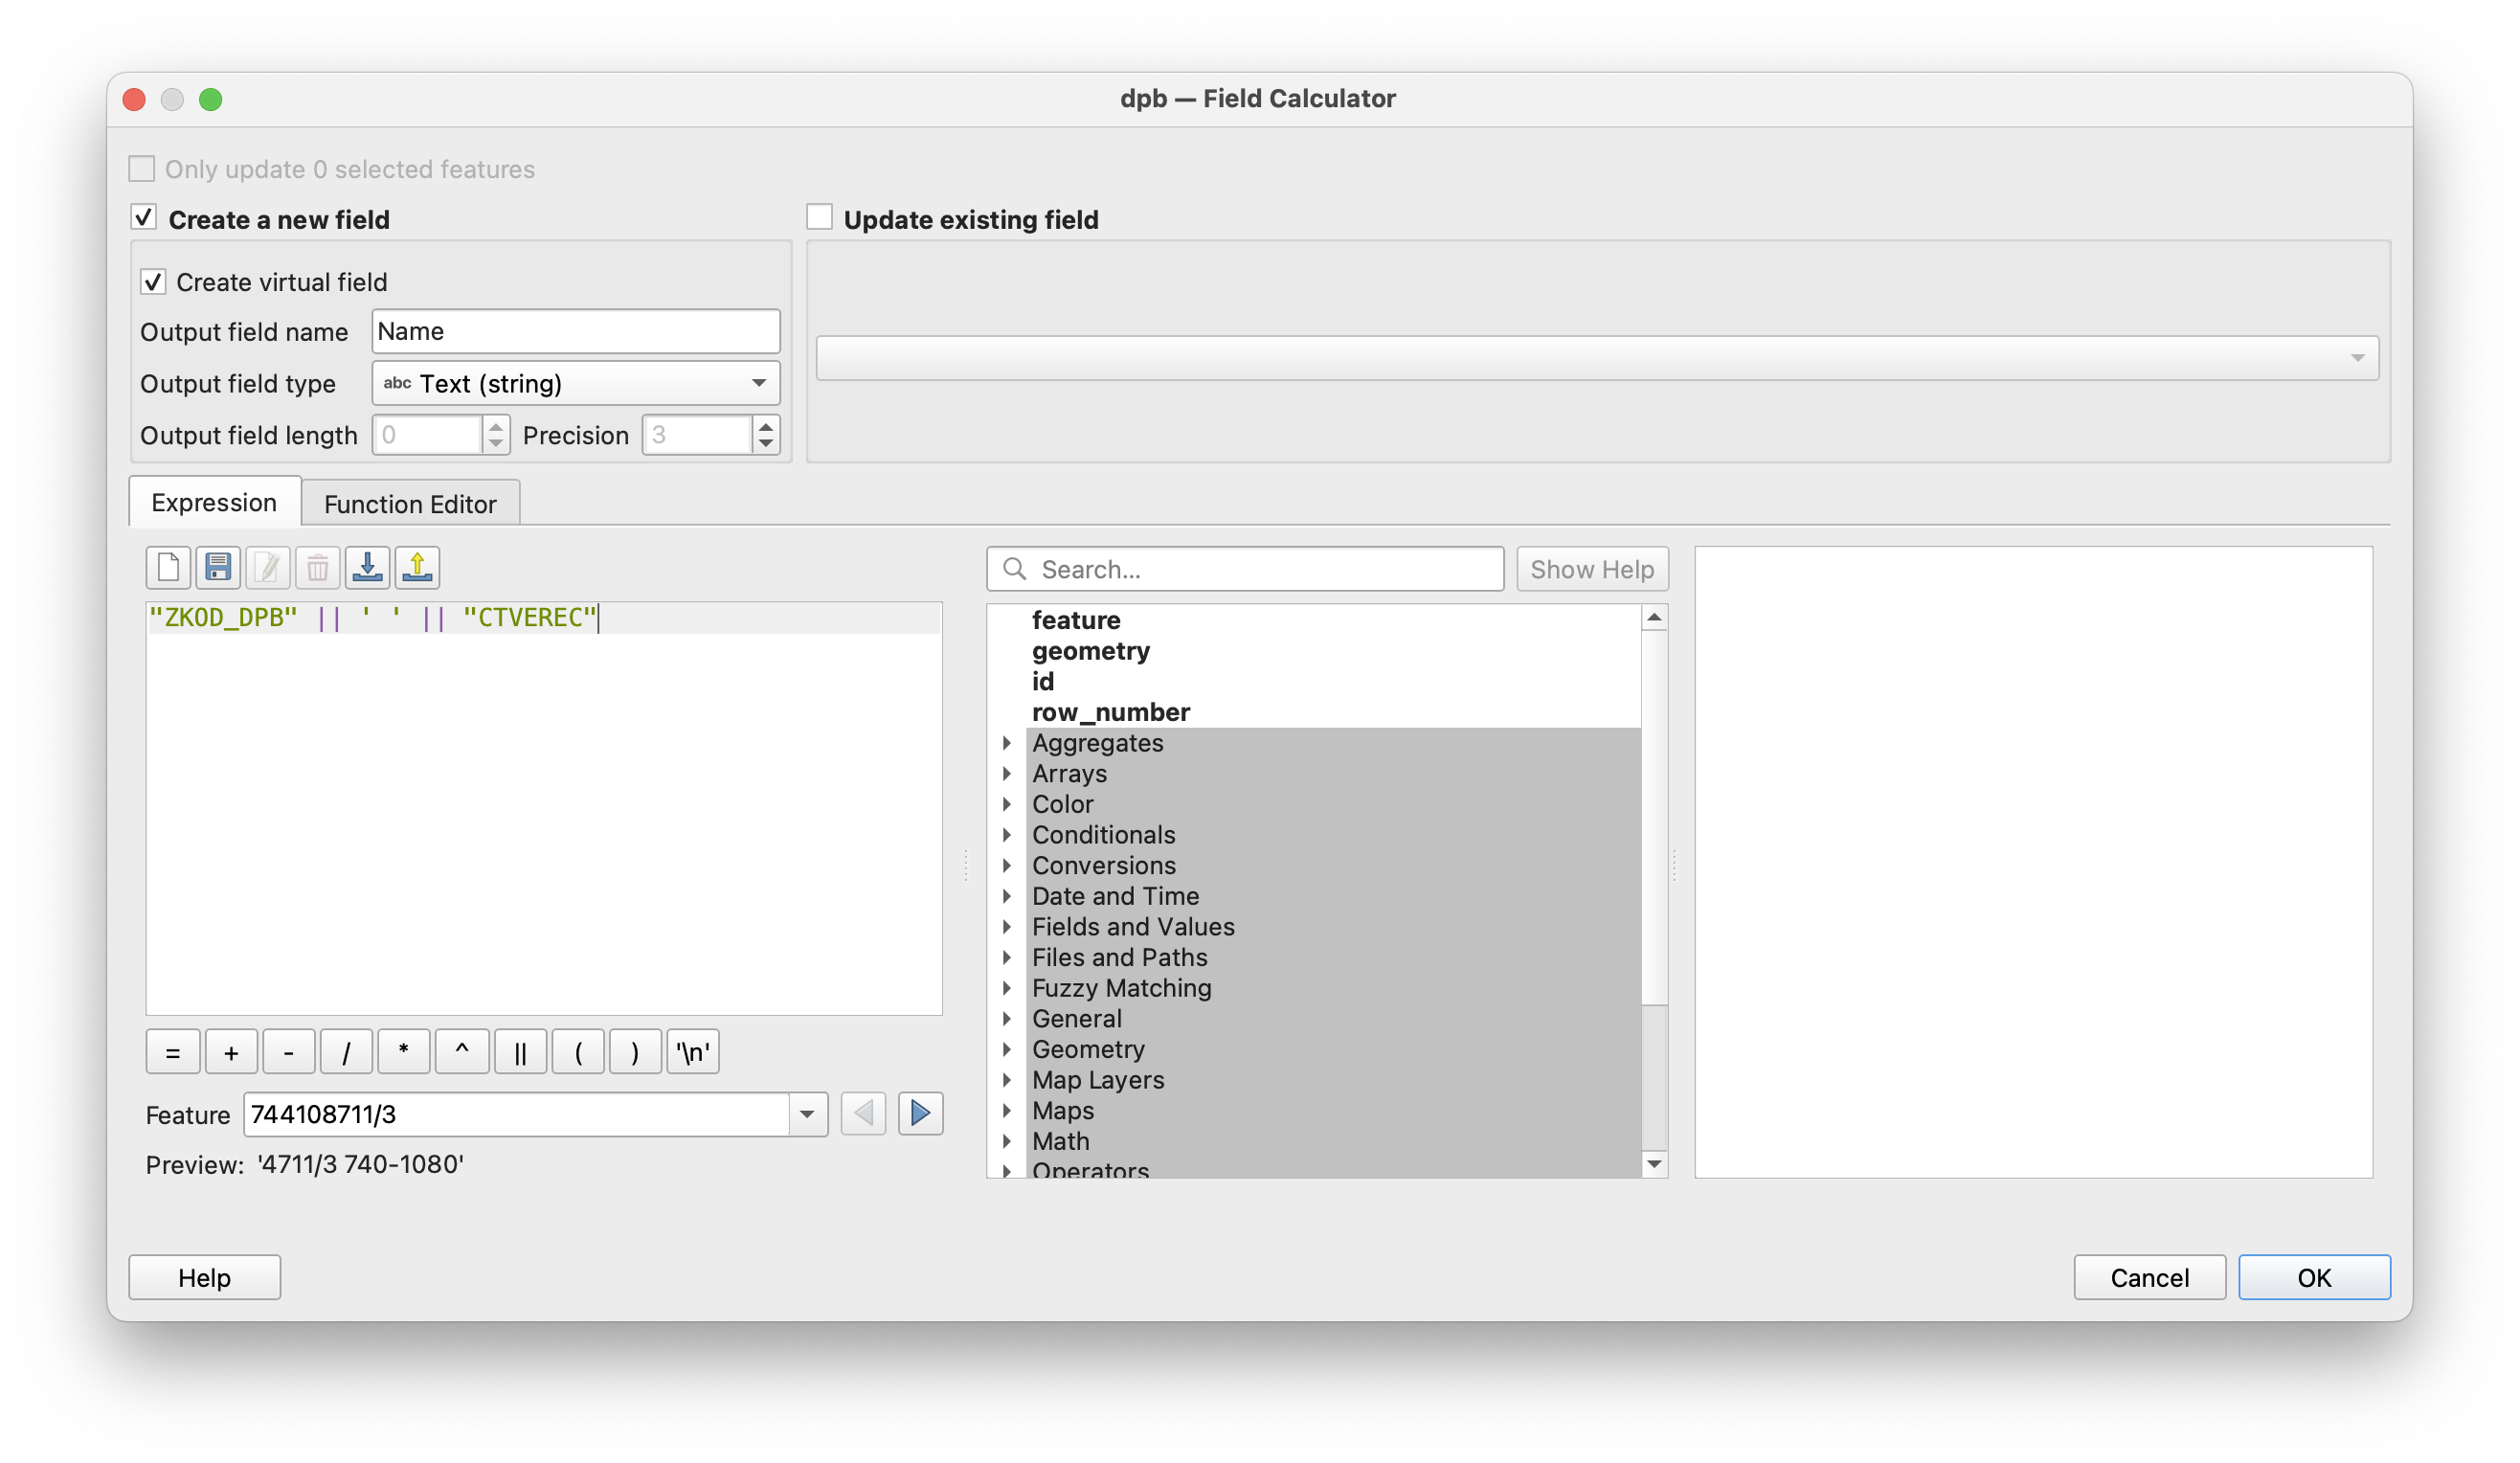 dpb — Field Calculator
Only update 0 selected features
Create a new field
Update existing field
Create virtual field
Output field name Name
Output field type abc Text (string)
Output field length 0 Precision 3
Expression Function Editor
Search... Show Help
"ZKOD_DPB" || ' ' || "CTVEREC"
feature
geometry
id
row_number
Aggregates
Arrays
Color
Conditionals
Conversions
Date and Time
Fields and Values
Files and Paths
Fuzzy Matching
General
Geometry
Map Layers
Maps
Math
Operators
= + - / * ^ || ( ) '\n'
Feature 744108711/3
Preview: '4711/3 740-1080'
Help Cancel OK